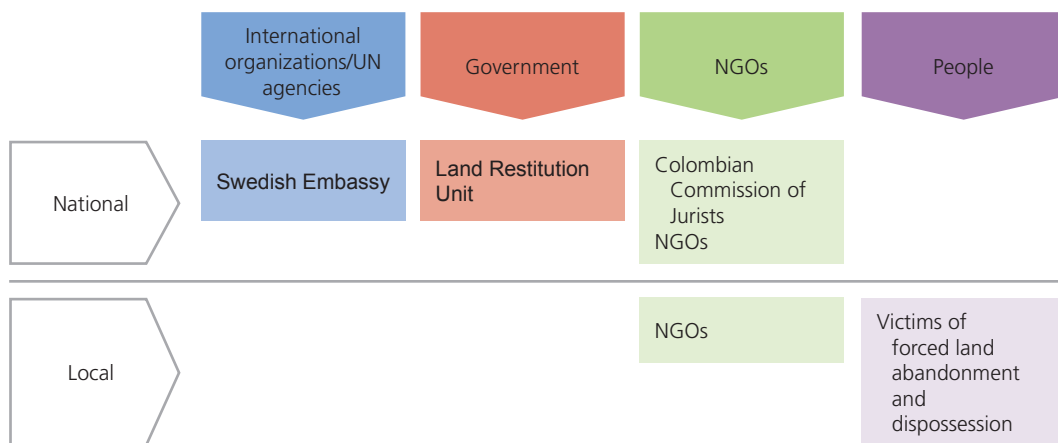 International
organizations/UN
agencies
Government
NGOs
People
National
Swedish Embassy
Land Restitution
Unit
Colombian
Commission of
Jurists
NGOs
Local
NGOs
Victims of
forced land
abandonment
and
dispossession